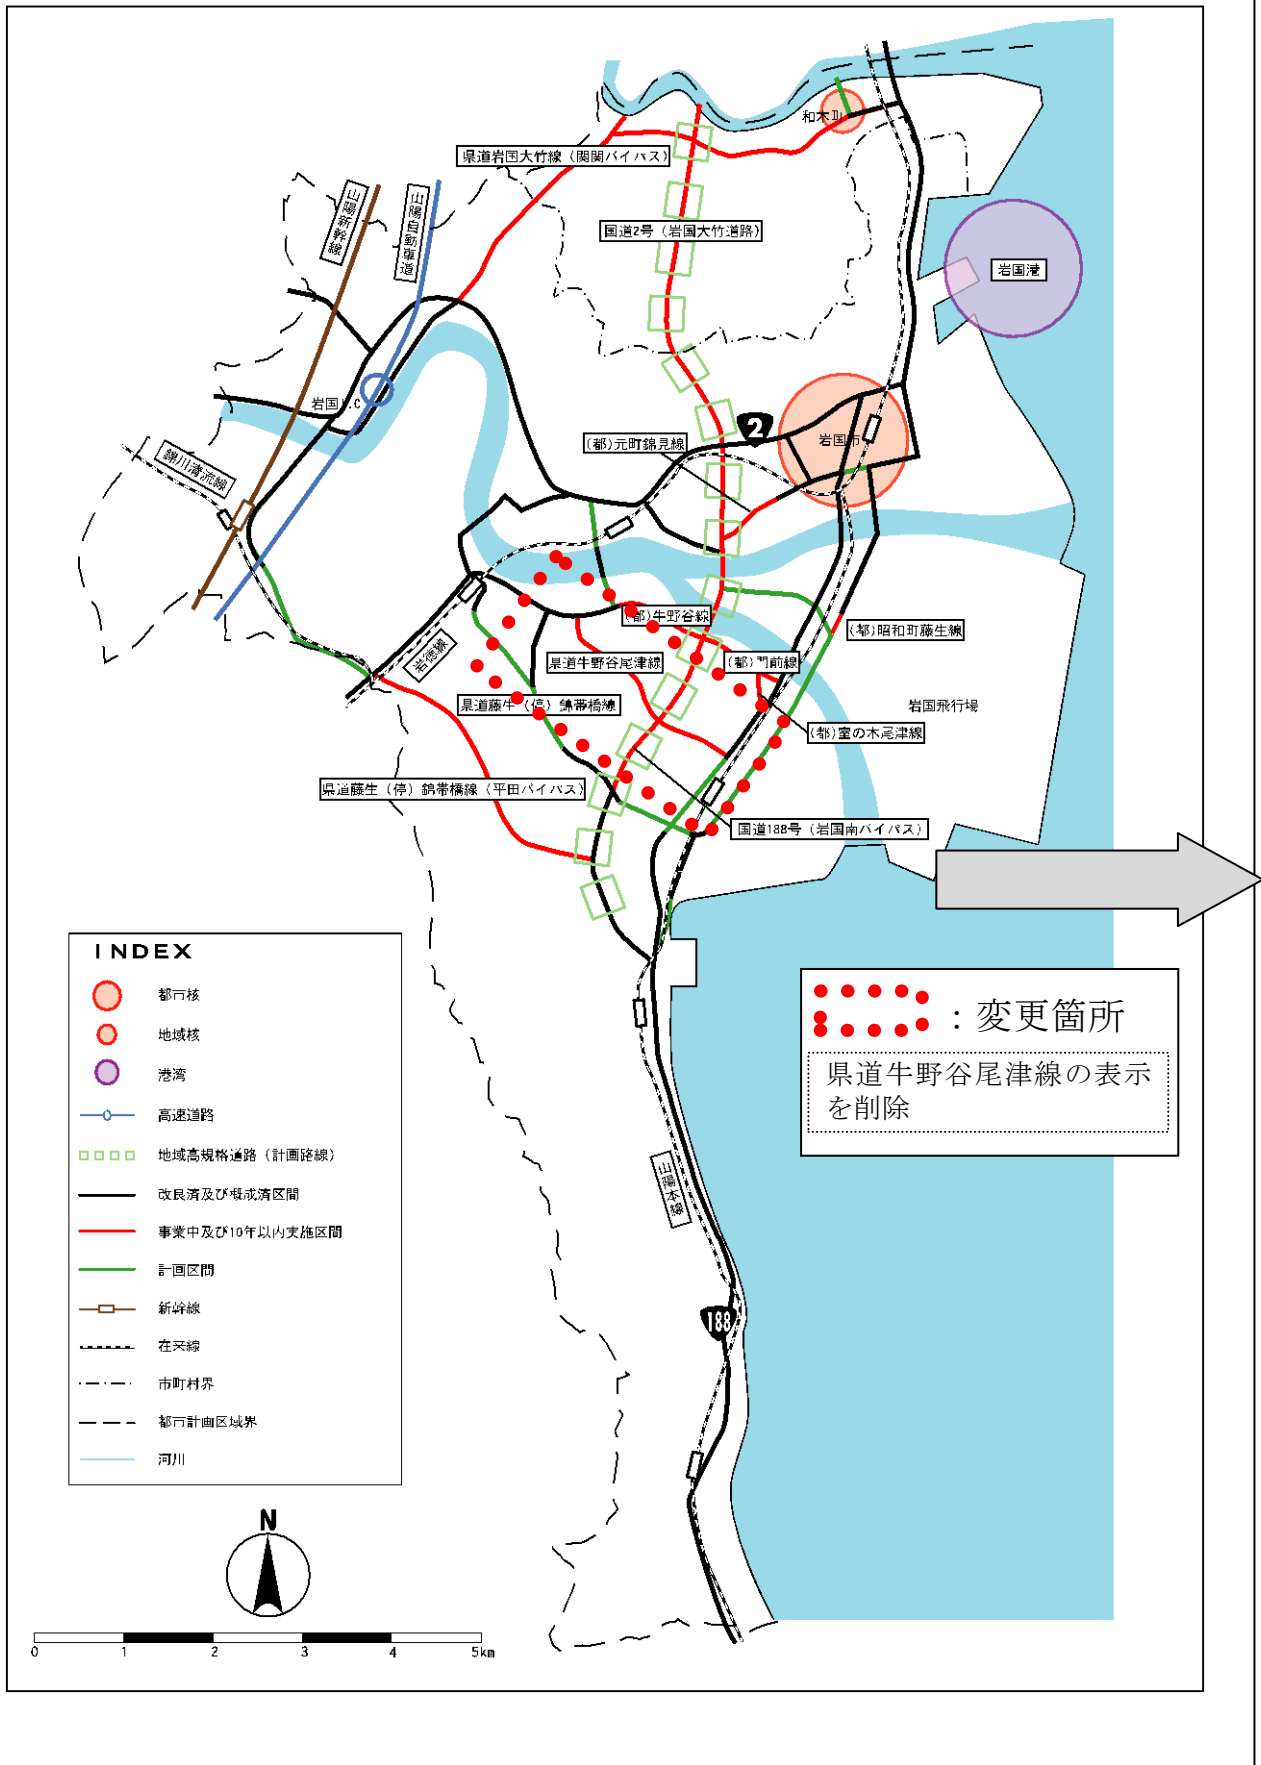 和木町
県道岩国大竹線（関関バイパス）
山陽新幹線
山陽自動車道
国道2号（岩国大竹道路）
岩国港
岩国I.C
(都)元町錦見線
2
岩国市
錦川清流線
(都)牛野谷線
(都)昭和町藤生線
岩徳線
県道牛野谷尾津線
(都)門前線
県道藤生（停）錦帯橋線
岩国飛行場
(都)室の木尾津線
県道藤生（停）錦帯橋線（平田バイパス）
国道188号（岩国南バイパス）
INDEX
都市核
地域核
港湾
高速道路
地域高規格道路（計画路線）
改良済及び概成済区間
事業中及び10年以内実施区間
計画区間
新幹線
在来線
市町村界
都市計画区域界
河川
：変更箇所
県道牛野谷尾津線の表示
を削除
山陽本線
188
N
0 1 2 3 4 5km